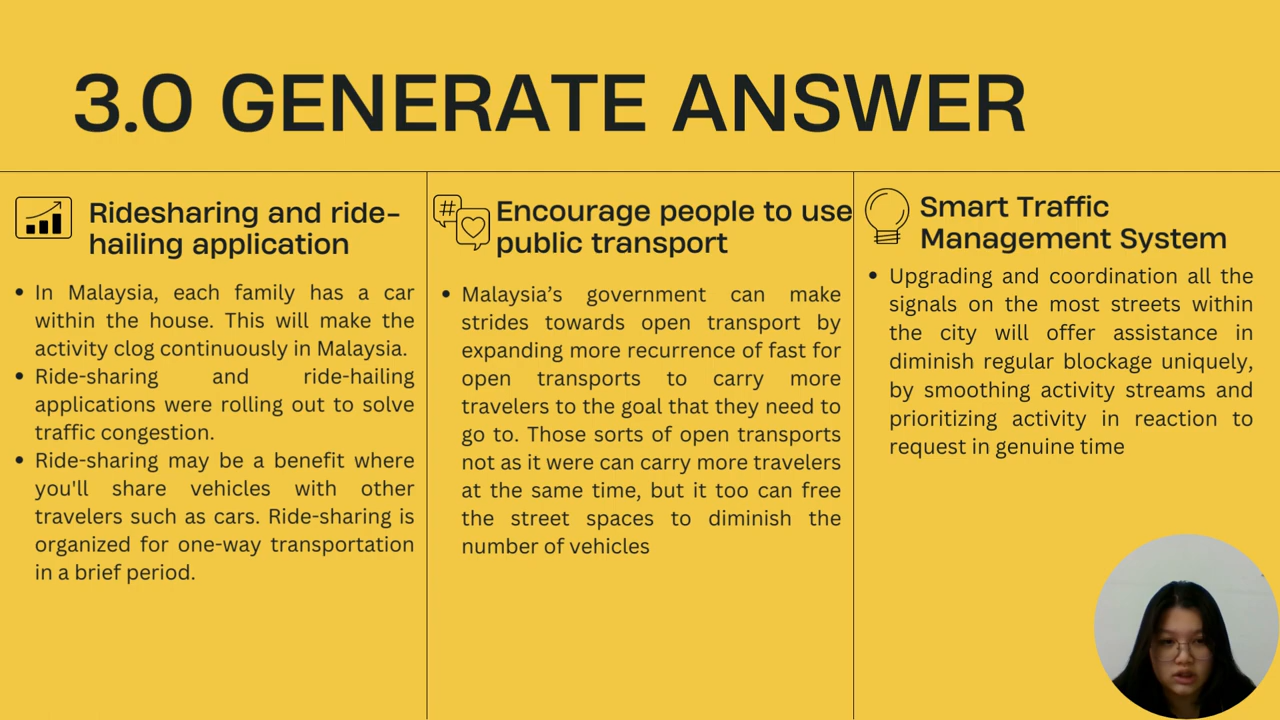 3.0 GENERATE ANSWER
Ridesharing and ride-
hailing application
• In Malaysia, each family has a car
within the house. This will make the
activity clog continuously in Malaysia.
• Ride-sharing and ride-hailing
applications were rolling out to solve
traffic congestion.
• Ride-sharing may be a benefit where
you'll share vehicles with other
travelers such as cars. Ride-sharing is
organized for one-way transportation
in a brief period.
#
Encourage people to use
public transport
• Malaysia’s government can make
strides towards open transport by
expanding more recurrence of fast for
open transports to carry more
travelers to the goal that they need to
go to. Those sorts of open transports
not as it were can carry more travelers
at the same time, but it too can free
the street spaces to diminish the
number of vehicles
Smart Traffic
Management System
• Upgrading and coordination all the
signals on the most streets within
the city will offer assistance in
diminish regular blockage uniquely,
by smoothing activity streams and
prioritizing activity in reaction to
request in genuine time